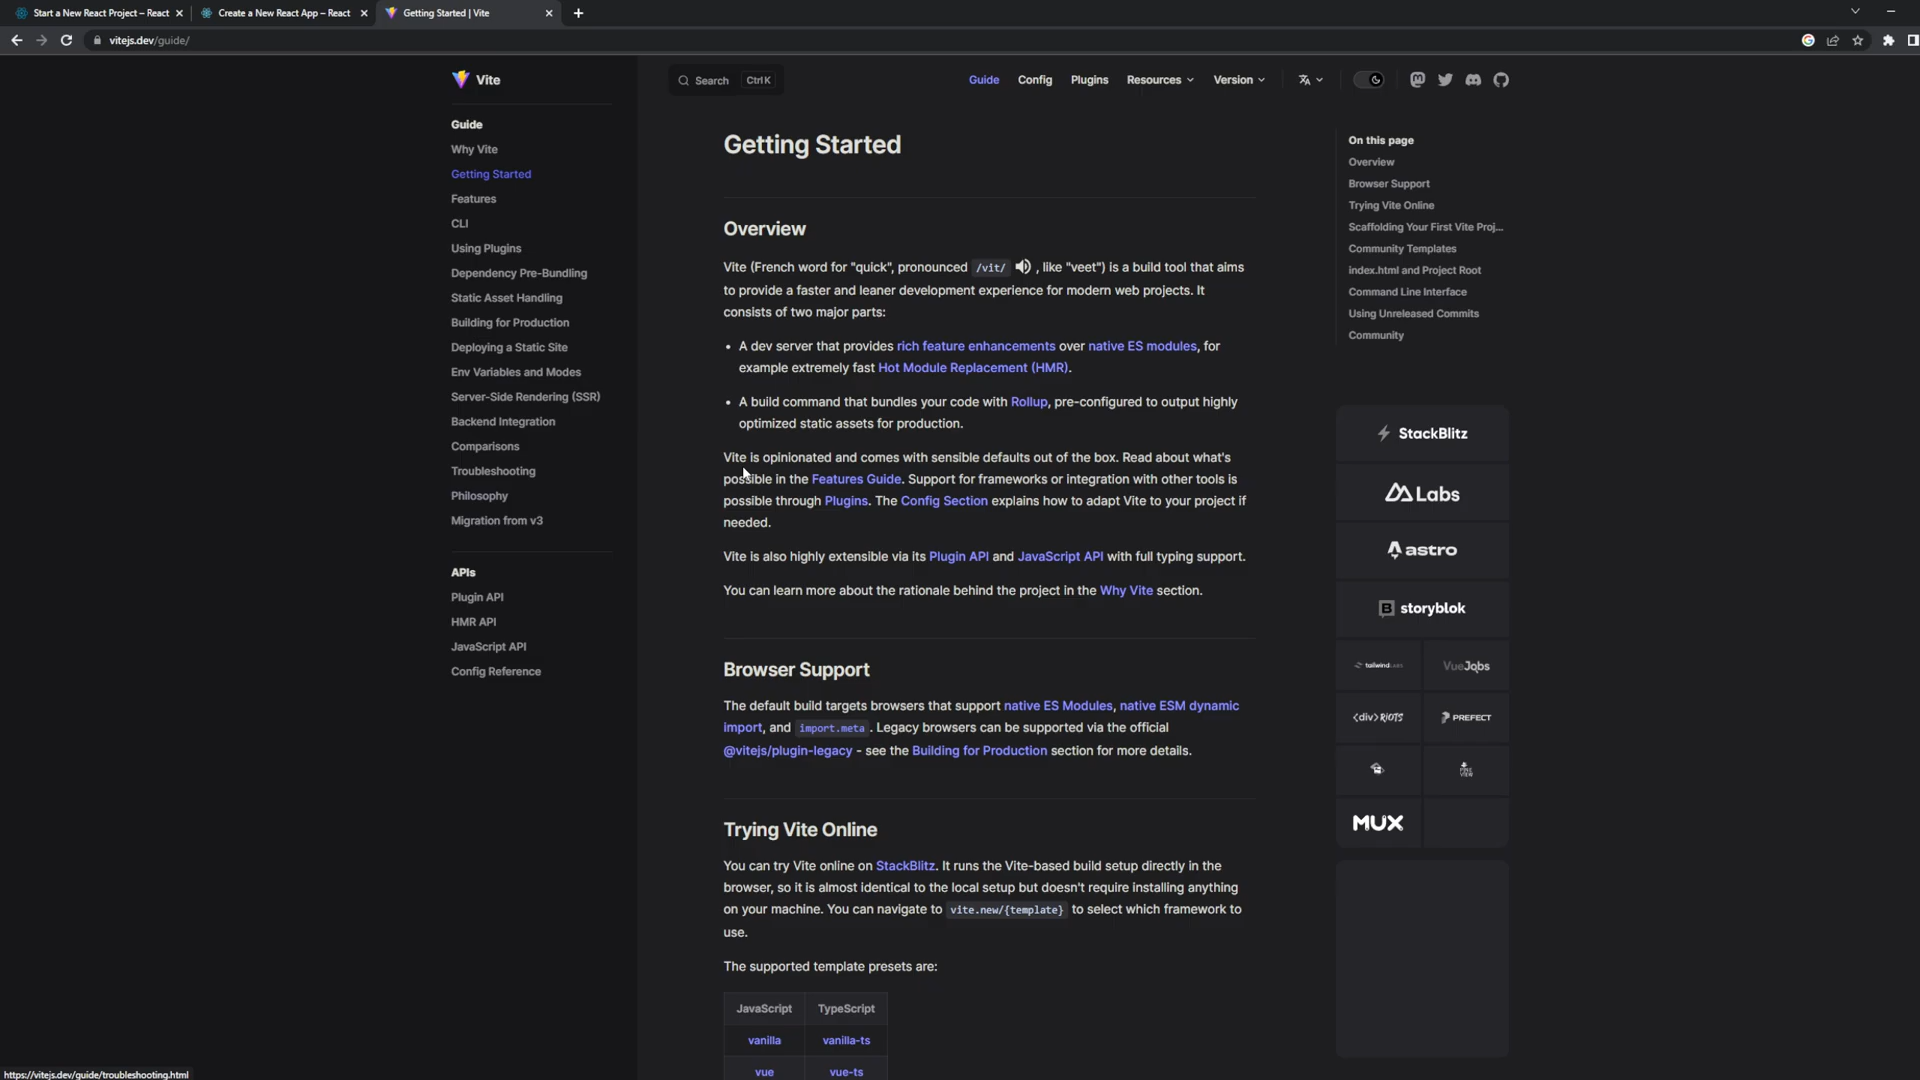 Start a New React Project – React
Create a New React App – React
Getting Started | Vite
vitejs.dev/guide/
Vite
Search
Ctrl K
Guide
Config
Plugins
Resources
Version
Guide
Why Vite
Getting Started
Features
CLI
Using Plugins
Dependency Pre-Bundling
Static Asset Handling
Building for Production
Deploying a Static Site
Env Variables and Modes
Server-Side Rendering (SSR)
Backend Integration
Comparisons
Troubleshooting
Philosophy
Migration from v3
APIs
Plugin API
HMR API
JavaScript API
Config Reference
Getting Started
Overview
Vite (French word for "quick", pronounced /vit/ , like "veet") is a build tool that aims
to provide a faster and leaner development experience for modern web projects. It
consists of two major parts:
• A dev server that provides rich feature enhancements over native ES modules, for
example extremely fast Hot Module Replacement (HMR).
• A build command that bundles your code with Rollup, pre-configured to output highly
optimized static assets for production.
Vite is opinionated and comes with sensible defaults out of the box. Read about what's
possible in the Features Guide. Support for frameworks or integration with other tools is
possible through Plugins. The Config Section explains how to adapt Vite to your project if
needed.
Vite is also highly extensible via its Plugin API and JavaScript API with full typing support.
You can learn more about the rationale behind the project in the Why Vite section.
Browser Support
The default build targets browsers that support native ES Modules, native ESM dynamic
import, and import.meta . Legacy browsers can be supported via the official
@vitejs/plugin-legacy - see the Building for Production section for more details.
Trying Vite Online
You can try Vite online on StackBlitz. It runs the Vite-based build setup directly in the
browser, so it is almost identical to the local setup but doesn't require installing anything
on your machine. You can navigate to vite.new/{template} to select which framework to
use.
The supported template presets are:
JavaScript TypeScript
vanilla vanilla-ts
vue vue-ts
On this page
Overview
Browser Support
Trying Vite Online
Scaffolding Your First Vite Proj...
Community Templates
index.html and Project Root
Command Line Interface
Using Unreleased Commits
Community
StackBlitz
Labs
astro
storyblok
tailwind
VueJobs
<div>RIOTS
PREFECT
MUX
https://vitejs.dev/guide/troubleshooting.html